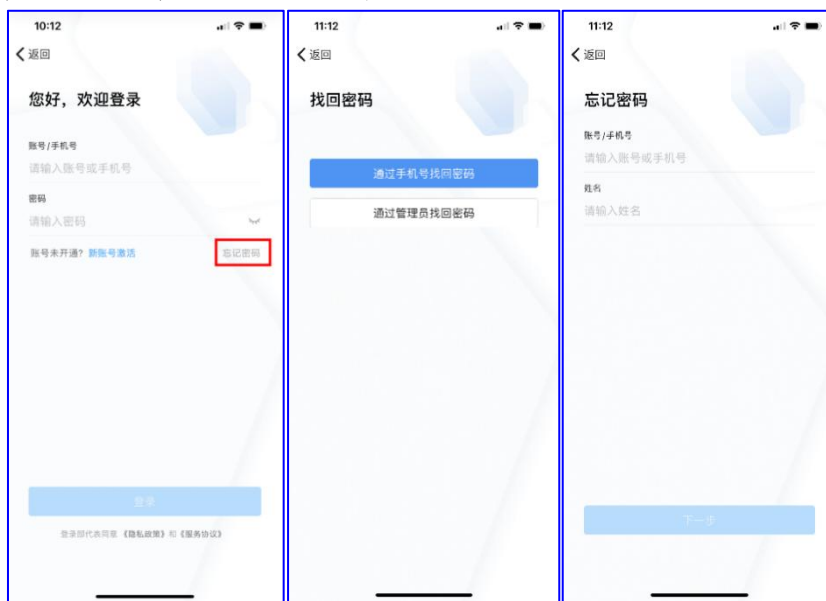 10:12
返回
您好，欢迎登录
账号/手机号
请输入账号或手机号
密码
请输入密码
账号未开通？ 新账号激活
忘记密码
登录
登录即代表同意 《隐私政策》 和 《服务协议》
11:12
返回
找回密码
通过手机号找回密码
通过管理员找回密码
11:12
返回
忘记密码
账号/手机号
请输入账号或手机号
姓名
请输入姓名
下一步